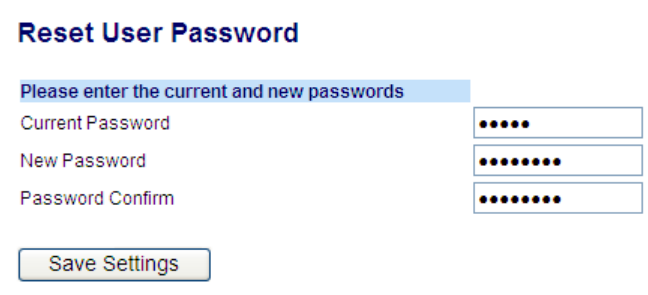 Reset User Password
Please enter the current and new passwords
Current Password •••••
New Password ••••••••
Password Confirm ••••••••
Save Settings